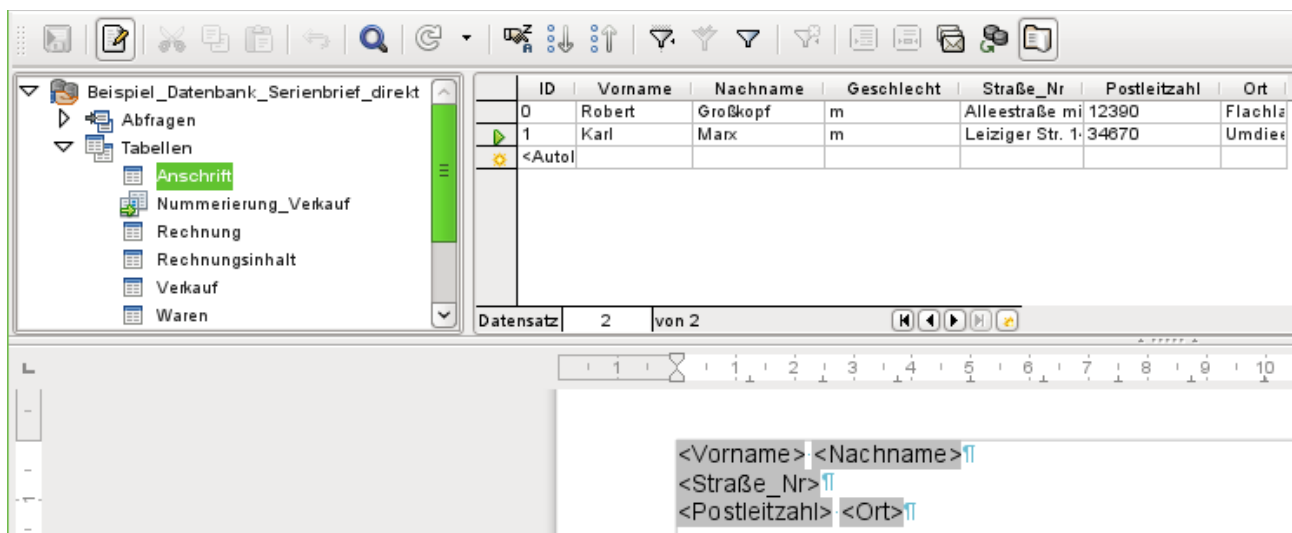 Beispiel_Datenbank_Serienbrief_direkt
Abfragen
Tabellen
Anschrift
Nummerierung_Verkauf
Rechnung
Rechnungsinhalt
Verkauf
Waren
ID Vorname Nachname Geschlecht Straße_Nr Postleitzahl Ort
0 Robert Großkopf m Alleestraße mi 12390 Flachla
1 Karl Marx m Leiziger Str. 1 34670 Umdiee
<Autol
Datensatz 2 von 2
1 1 2 3 4 5 6 7 8 9 10
1
<Vorname> <Nachname>¶
<Straße_Nr>¶
<Postleitzahl> <Ort>¶